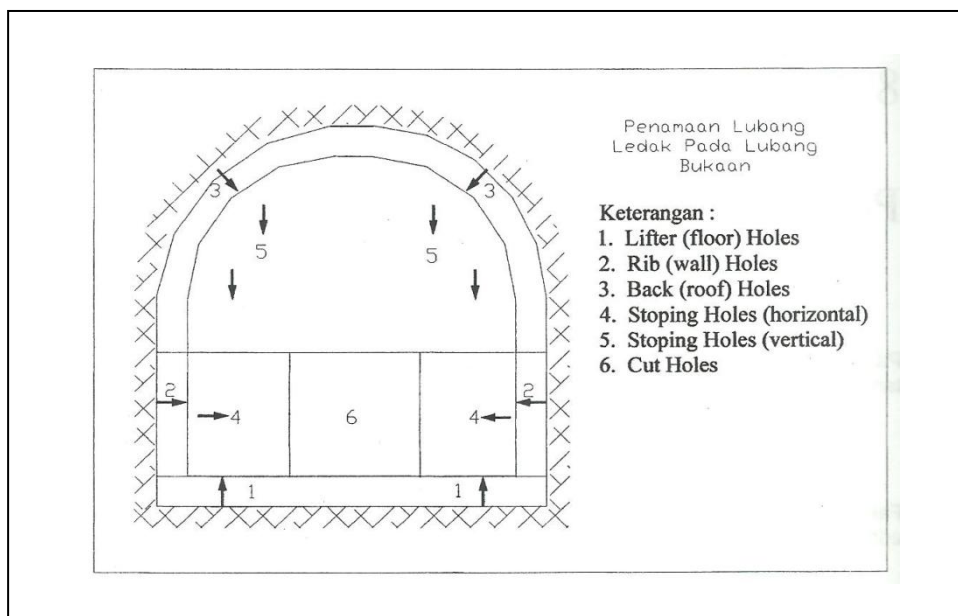 Penamaan Lubang
Ledak Pada Lubang
Bukaan
Keterangan :
1. Lifter (floor) Holes
2. Rib (wall) Holes
3. Back (roof) Holes
4. Stoping Holes (horizontal)
5. Stoping Holes (vertical)
6. Cut Holes
3
3
5
5
2
2
4
6
4
1
1